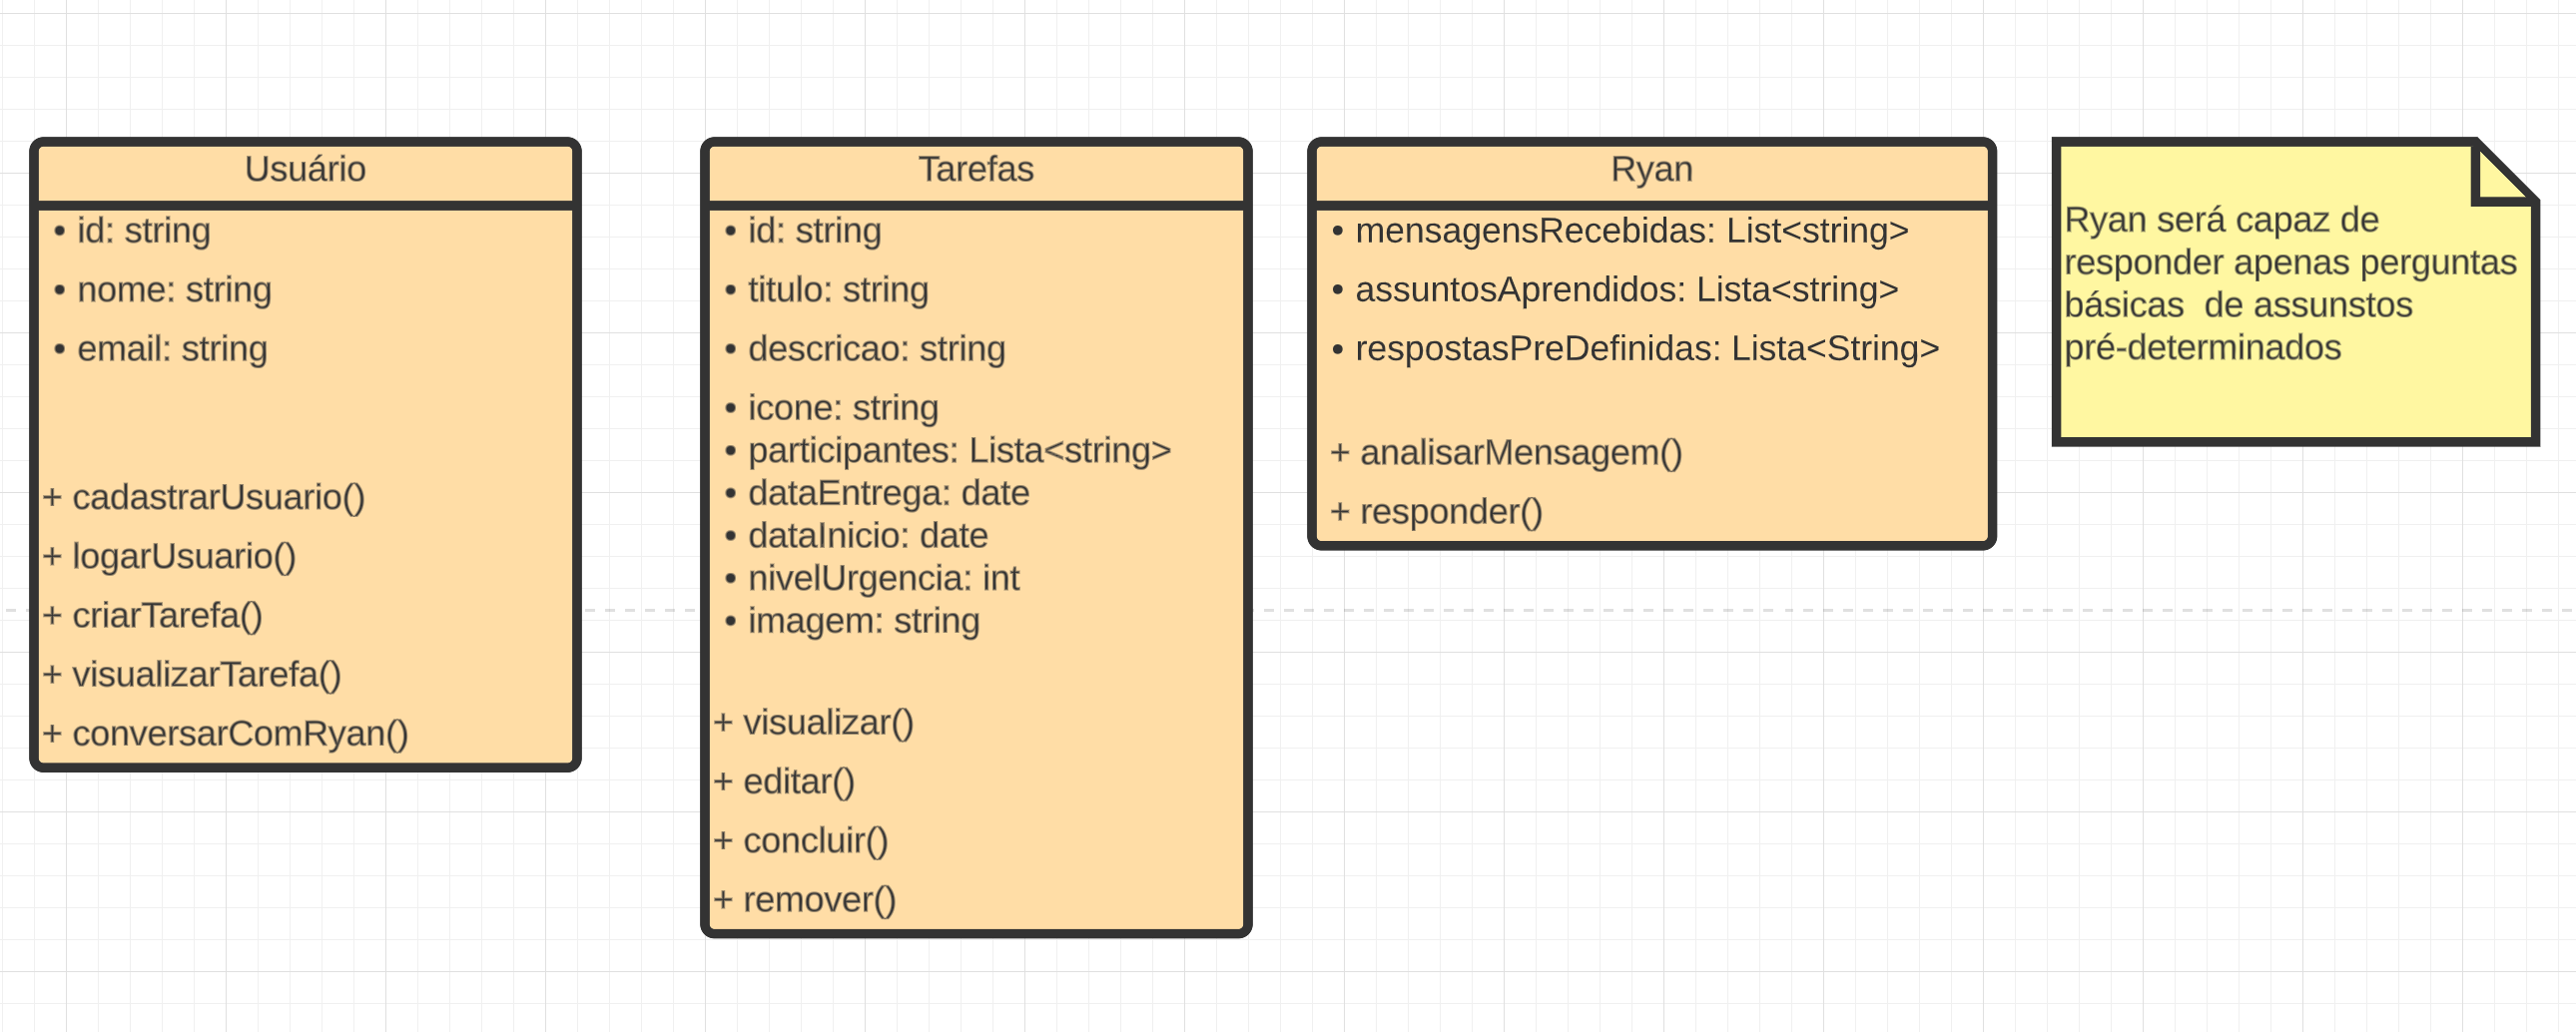 Usuário
• id: string
• nome: string
• email: string
+ cadastrarUsuario()
+ logarUsuario()
+ criarTarefa()
+ visualizarTarefa()
+ conversarComRyan()
Tarefas
• id: string
• titulo: string
• descricao: string
• icone: string
• participantes: Lista<string>
• dataEntrega: date
• dataInicio: date
• nivelUrgencia: int
• imagem: string
+ visualizar()
+ editar()
+ concluir()
+ remover()
Ryan
• mensagensRecebidas: List<string>
• assuntosAprendidos: Lista<string>
• respostasPreDefinidas: Lista<String>
+ analisarMensagem()
+ responder()
Ryan será capaz de
responder apenas perguntas
básicas  de assunstos
pré-determinados